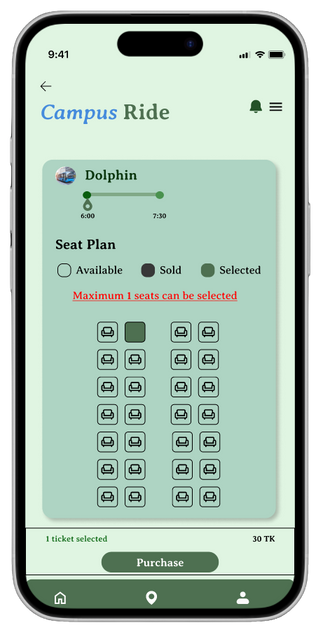 9:41
Campus Ride
Dolphin
6:00 7:30
Seat Plan
Available Sold Selected
Maximum 1 seats can be selected
1 ticket selected 30 TK
Purchase